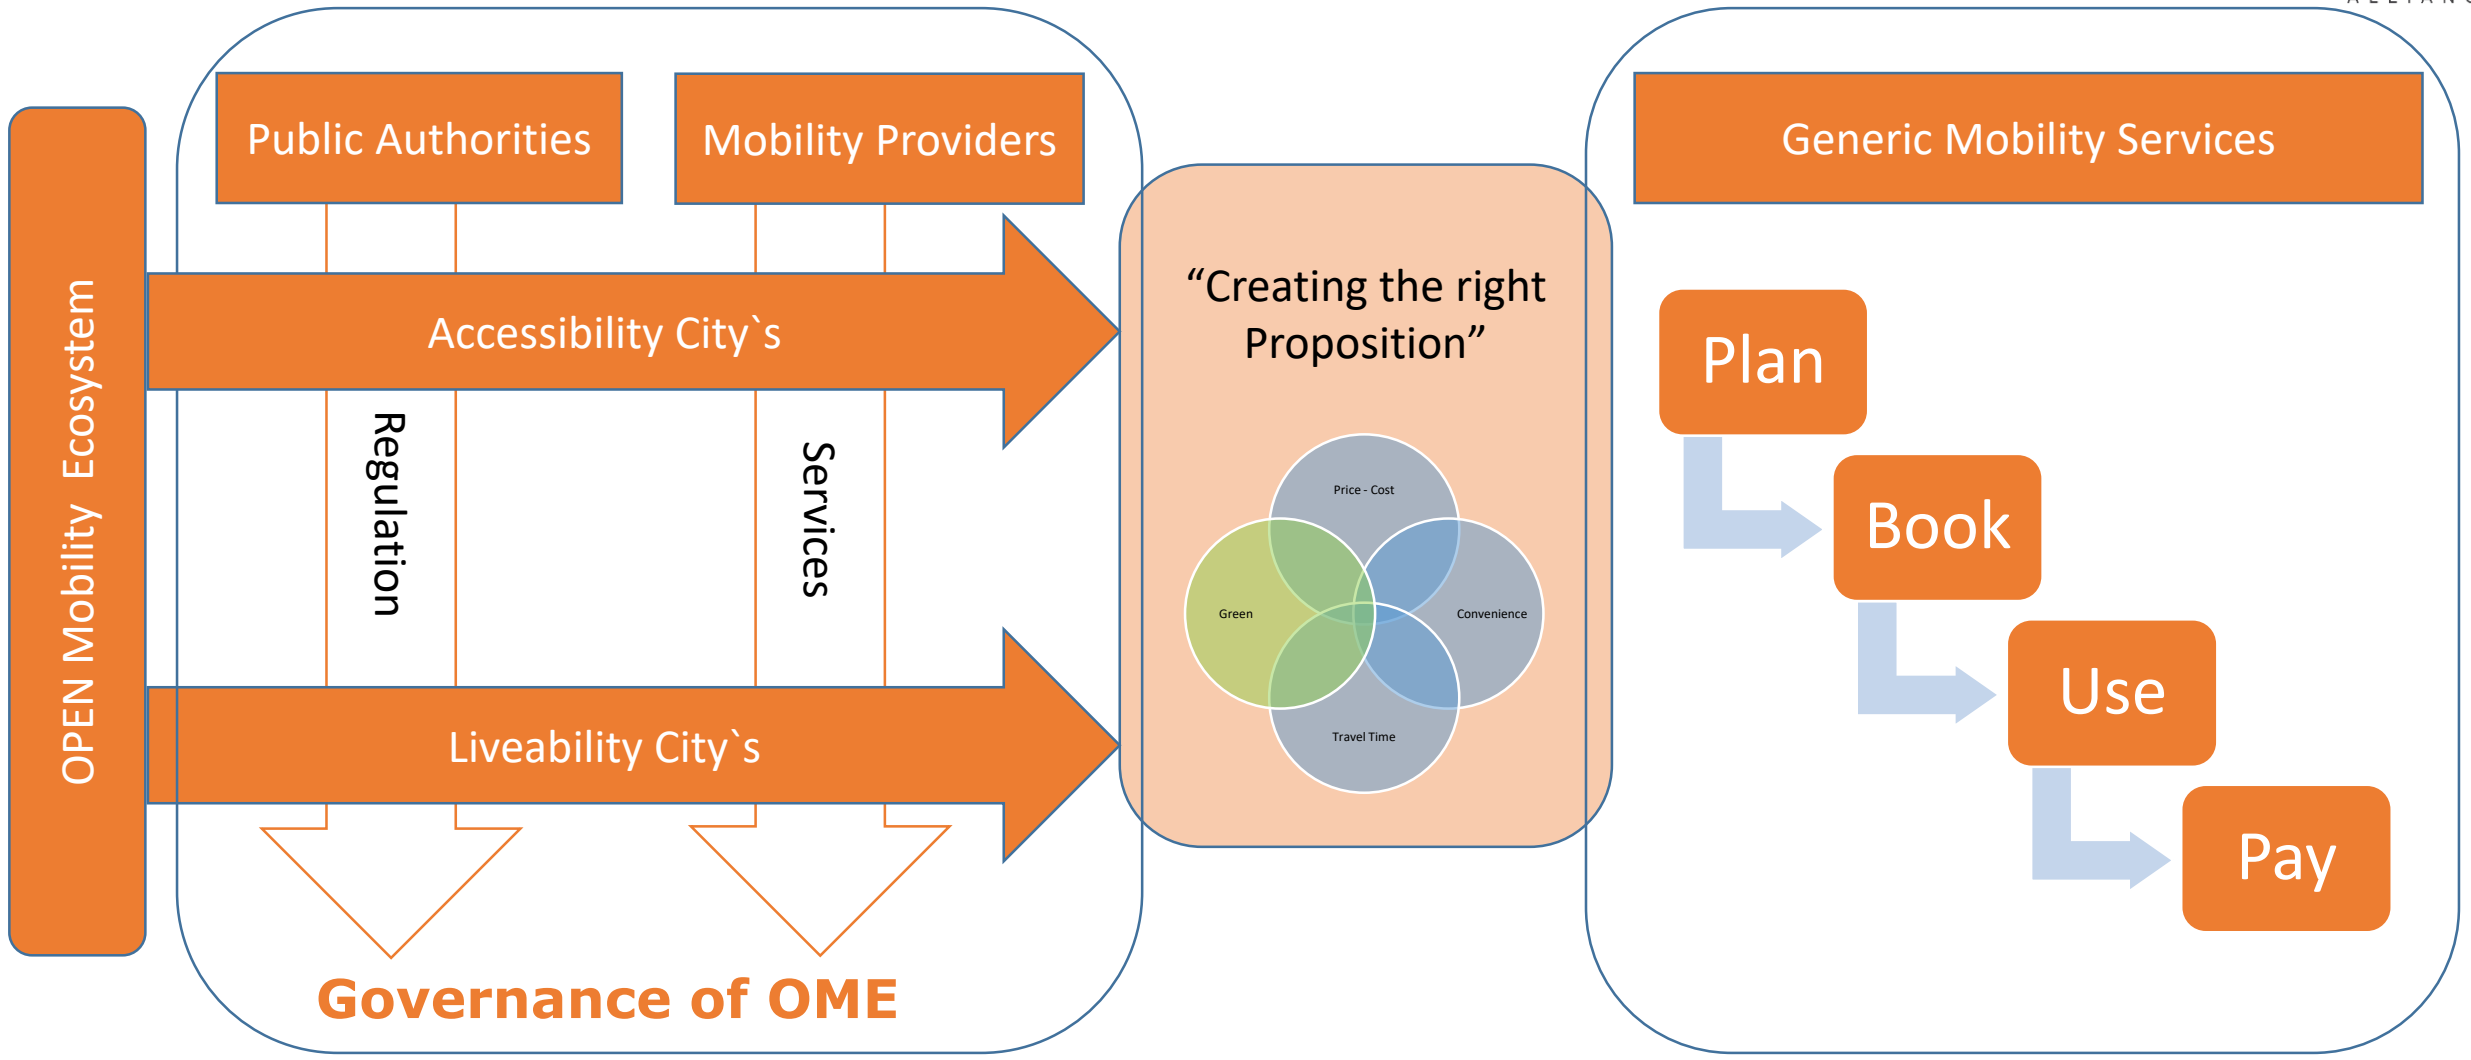 Public Authorities
Mobility Providers
Generic Mobility Services
OPEN Mobility Ecosystem
Accessibility City`s
Regulation
Services
Liveability City`s
Governance of OME
“Creating the right
Proposition”
Price - Cost
Green
Convenience
Travel Time
Plan
Book
Use
Pay